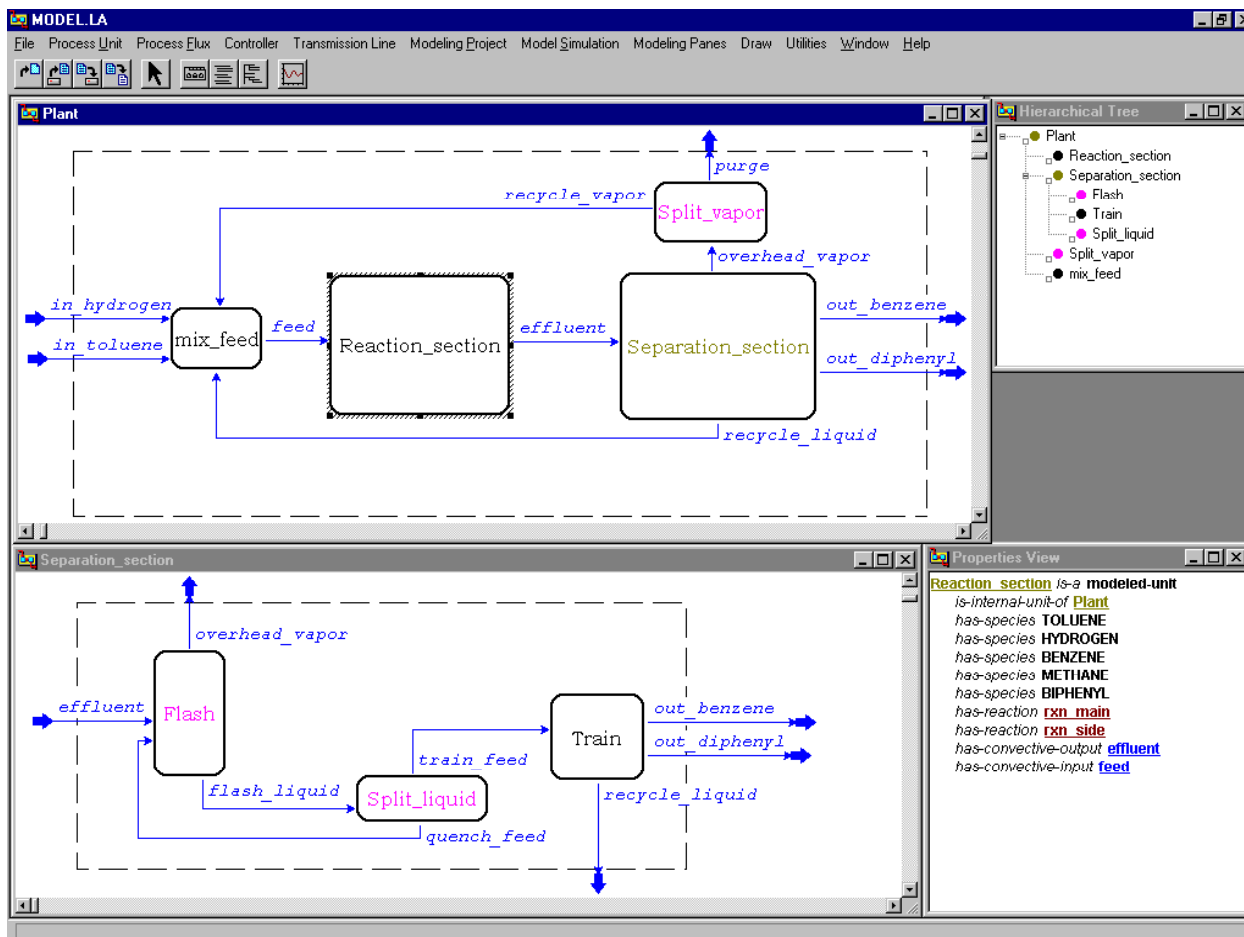 MODEL.LA
File Process Unit Process Flux Controller Transmission Line Modeling Project Model Simulation Modeling Panes Draw Utilities Window Help
Plant
purge
recycle_vapor
Split_vapor
overhead_vapor
in_hydrogen
in_toluene
mix_feed
feed
Reaction_section
effluent
Separation_section
out_benzene
out_diphenyl
recycle_liquid
Hierarchical Tree
Plant
Reaction_section
Separation_section
Flash
Train
Split_liquid
Split_vapor
mix_feed
Separation_section
overhead_vapor
effluent
Flash
flash_liquid
Split_liquid
quench_feed
train_feed
Train
out_benzene
out_diphenyl
recycle_liquid
Properties View
Reaction_section is-a modeled-unit
is-internal-unit-of Plant
has-species TOLUENE
has-species HYDROGEN
has-species BENZENE
has-species METHANE
has-species BIPHENYL
has-reaction rxn_main
has-reaction rxn_side
has-convective-output effluent
has-convective-input feed